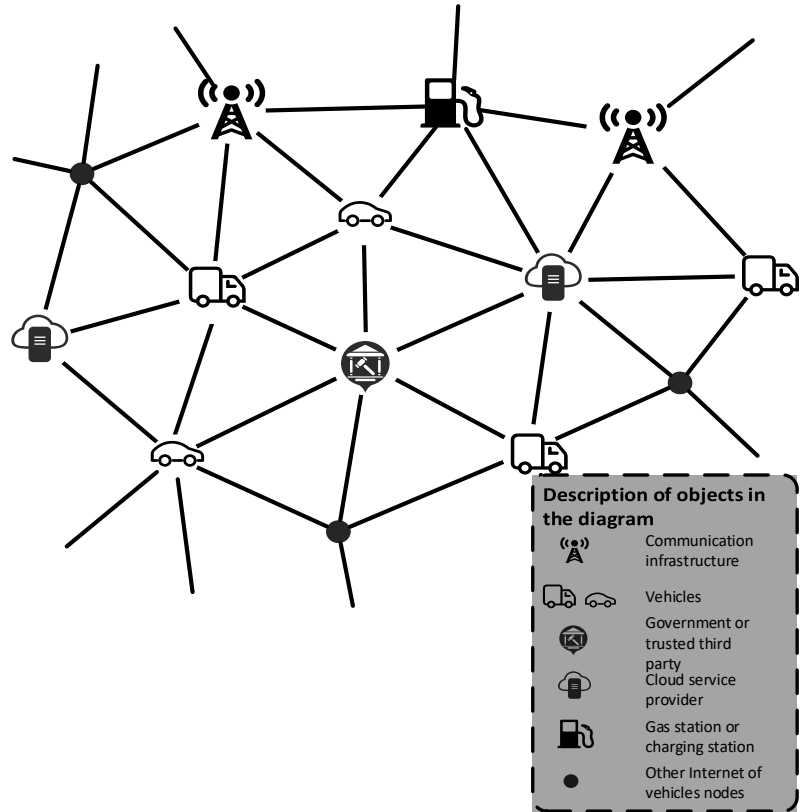 Description of objects in
the diagram
Communication
infrastructure
Vehicles
Government or
trusted third
party
Cloud service
provider
Gas station or
charging station
Other Internet of
vehicles nodes